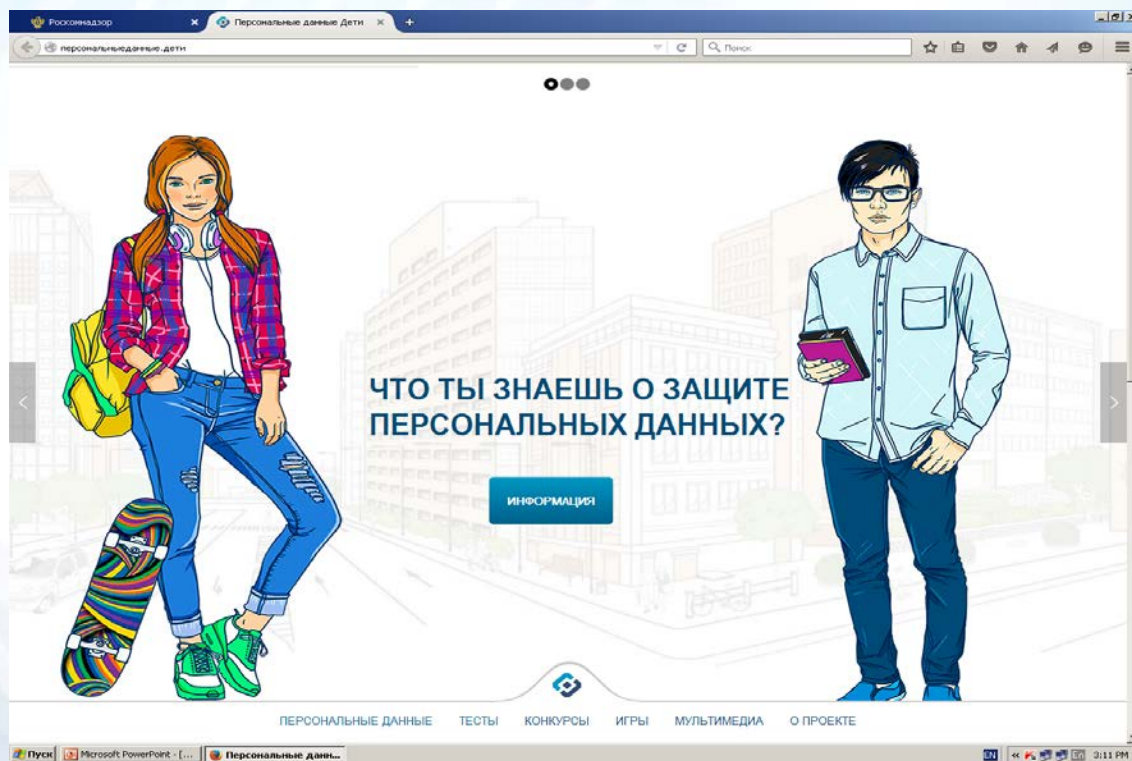 Роскомнадзор
Персональные данные Дети
персональныеданные.дети
Поиск
ЧТО ТЫ ЗНАЕШЬ О ЗАЩИТЕ
ПЕРСОНАЛЬНЫХ ДАННЫХ?
ИНФОРМАЦИЯ
ПЕРСОНАЛЬНЫЕ ДАННЫЕ ТЕСТЫ КОНКУРСЫ ИГРЫ МУЛЬТИМЕДИА О ПРОЕКТЕ
Пуск Microsoft PowerPoint - [... Персональные данн... EN « En 3:11 PM